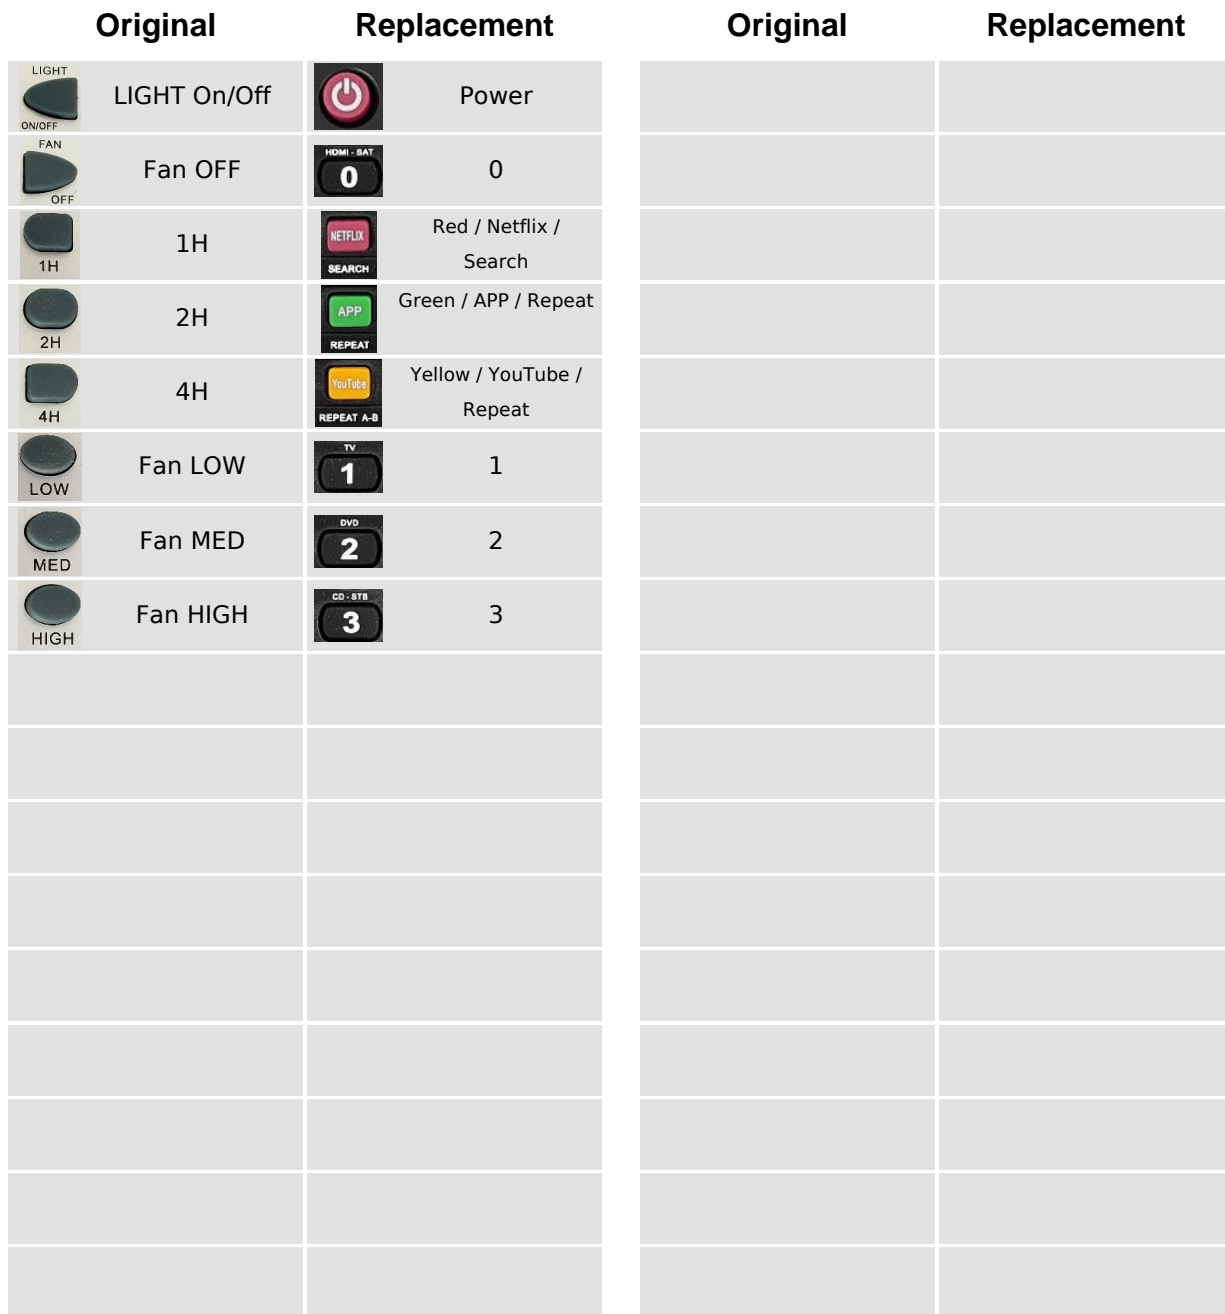 Original Replacement Original Replacement
LIGHT
ON/OFF
LIGHT On/Off
Power
FAN
OFF
Fan OFF
HDMI - SAT
0
0
1H
1H
NETFLIX
SEARCH
Red / Netflix /
Search
2H
2H
APP
REPEAT
Green / APP / Repeat
4H
4H
YouTube
REPEAT A-B
Yellow / YouTube /
Repeat
LOW
Fan LOW
TV
1
1
MED
Fan MED
DVD
2
2
HIGH
Fan HIGH
CD - STB
3
3